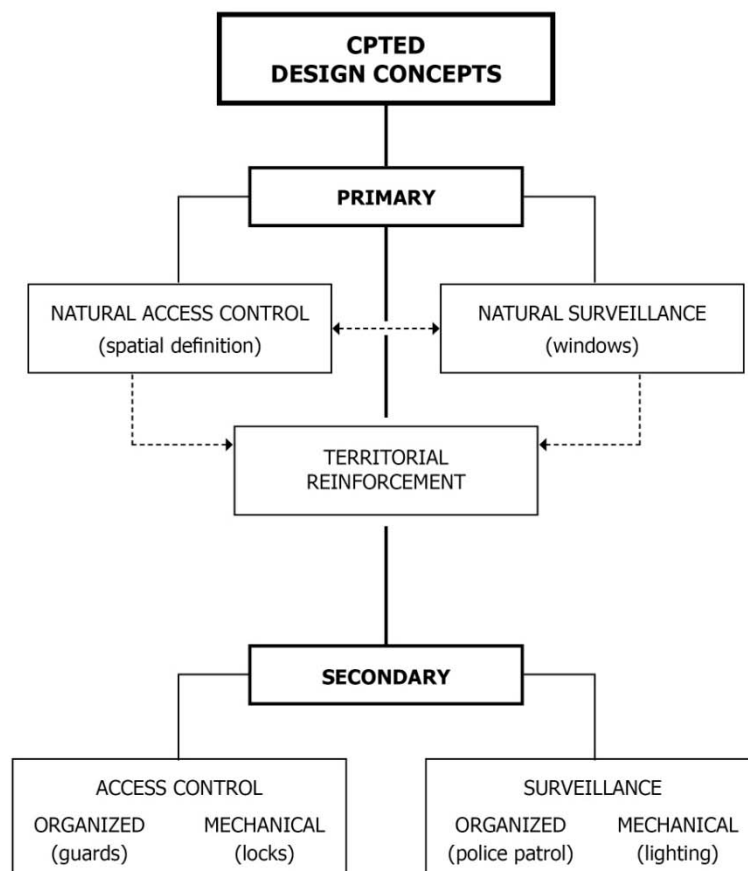 CPTED
DESIGN CONCEPTS
PRIMARY
NATURAL ACCESS CONTROL
(spatial definition)
NATURAL SURVEILLANCE
(windows)
TERRITORIAL
REINFORCEMENT
SECONDARY
ACCESS CONTROL
ORGANIZED MECHANICAL
(guards) (locks)
SURVEILLANCE
ORGANIZED MECHANICAL
(police patrol) (lighting)